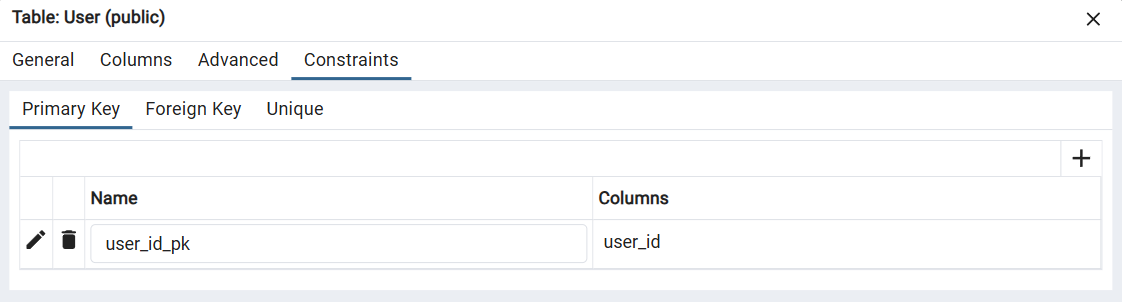 Table: User (public)
General Columns Advanced Constraints
Primary Key Foreign Key Unique
Name Columns
user_id_pk user_id